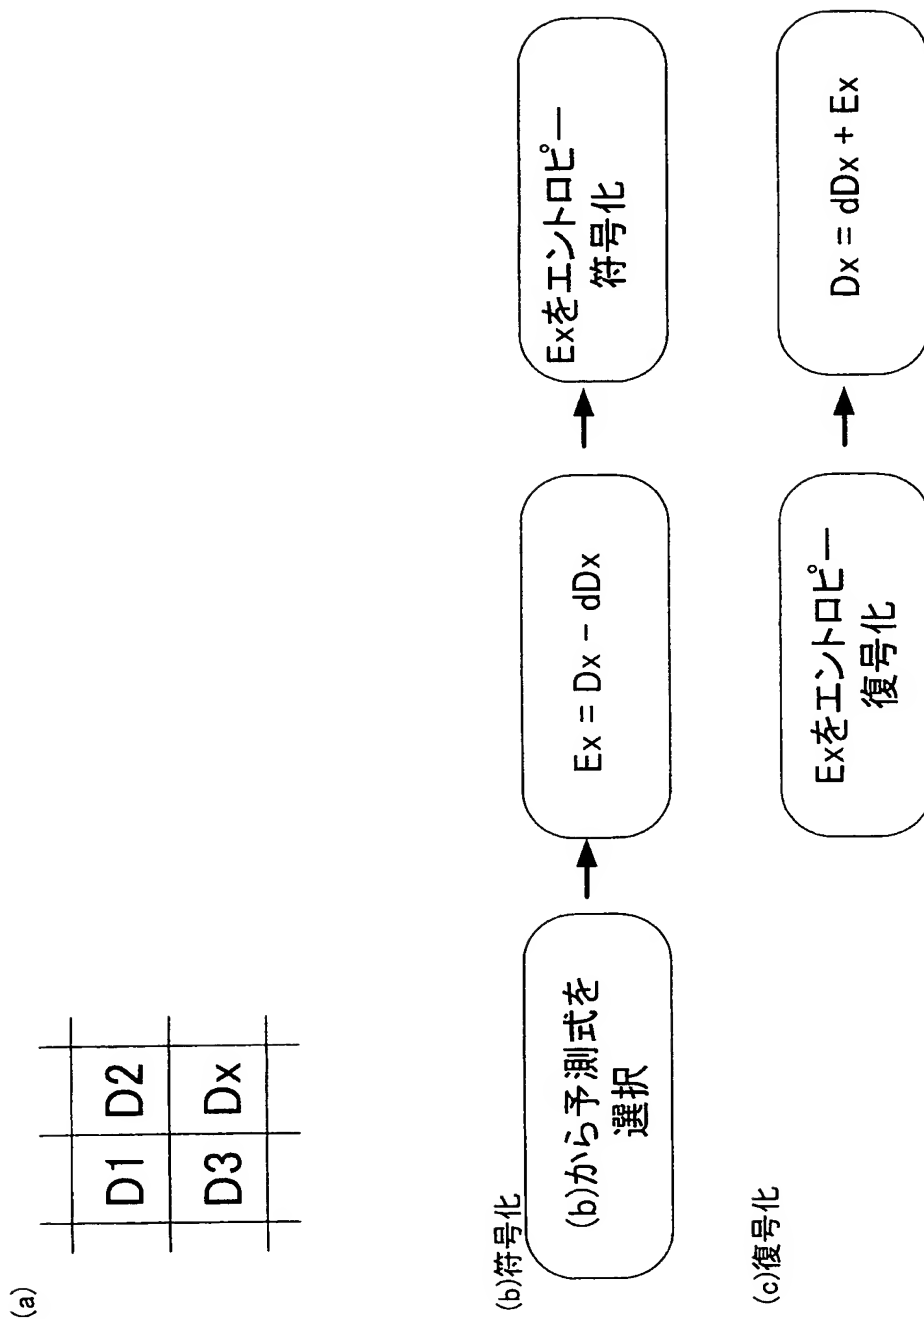 (a)
D1 D2
D3 Dx
(b)符号化
(b)から予測式を
選択
Ex = Dx − dDx
Exをエントロピー
符号化
(c)復号化
Exをエントロピー
復号化
Dx = dDx + Ex